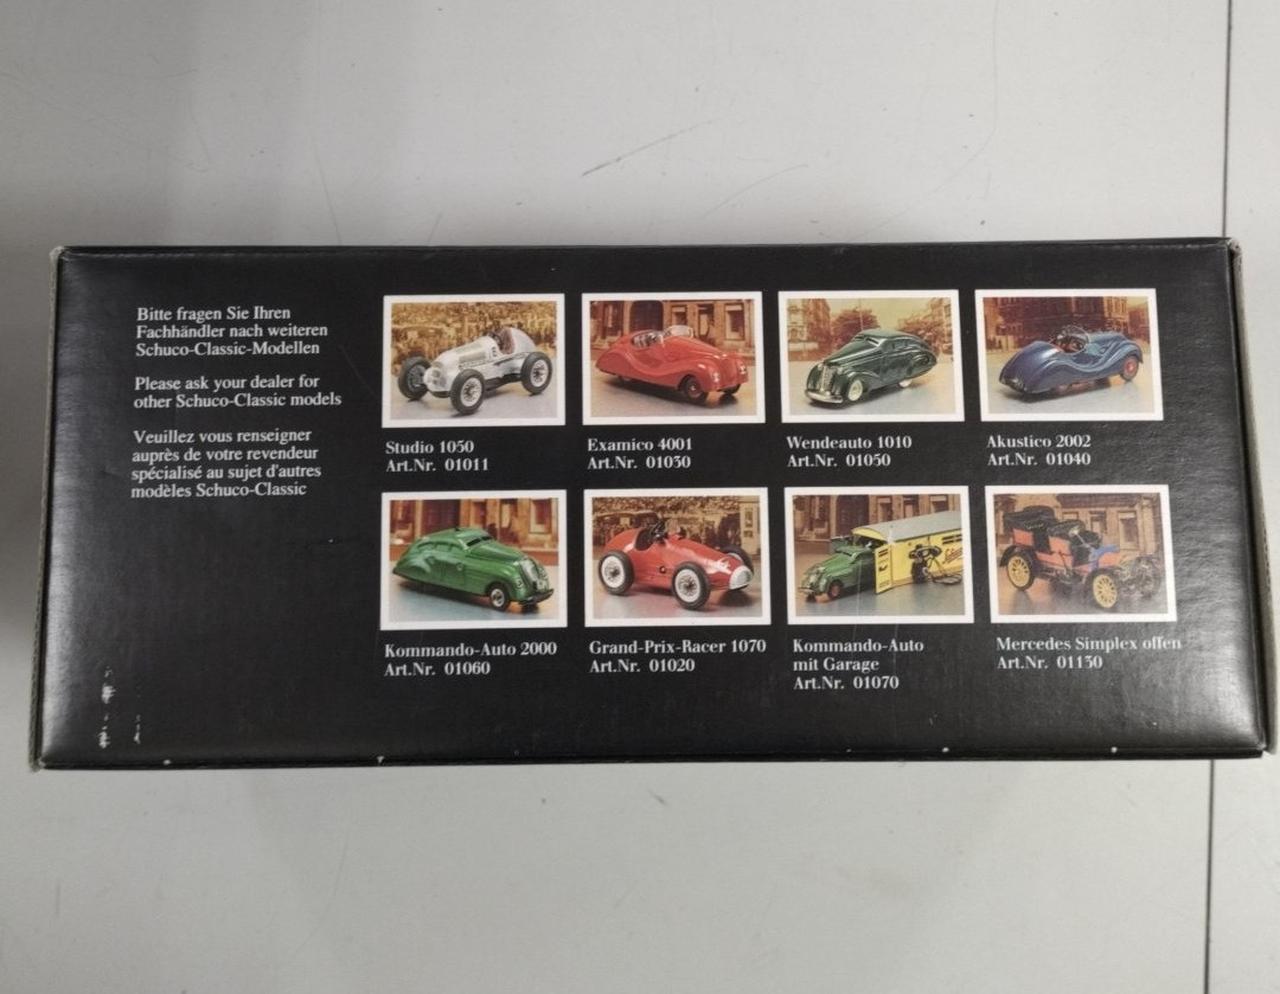 Bitte fragen Sie Ihren
Fachhändler nach weiteren
Schuco-Classic-Modellen
Please ask your dealer for
other Schuco-Classic models
Veuillez vous renseigner
auprès de votre revendeur
spécialisé au sujet d'autres
modèles Schuco-Classic
Studio 1050
Art.Nr. 01011
Examico 4001
Art.Nr. 01030
Wendeauto 1010
Art.Nr. 01050
Akustico 2002
Art.Nr. 01040
Kommando-Auto 2000
Art.Nr. 01060
Grand-Prix-Racer 1070
Art.Nr. 01020
Kommando-Auto
mit Garage
Art.Nr. 01070
Mercedes Simplex offen
Art.Nr. 01130